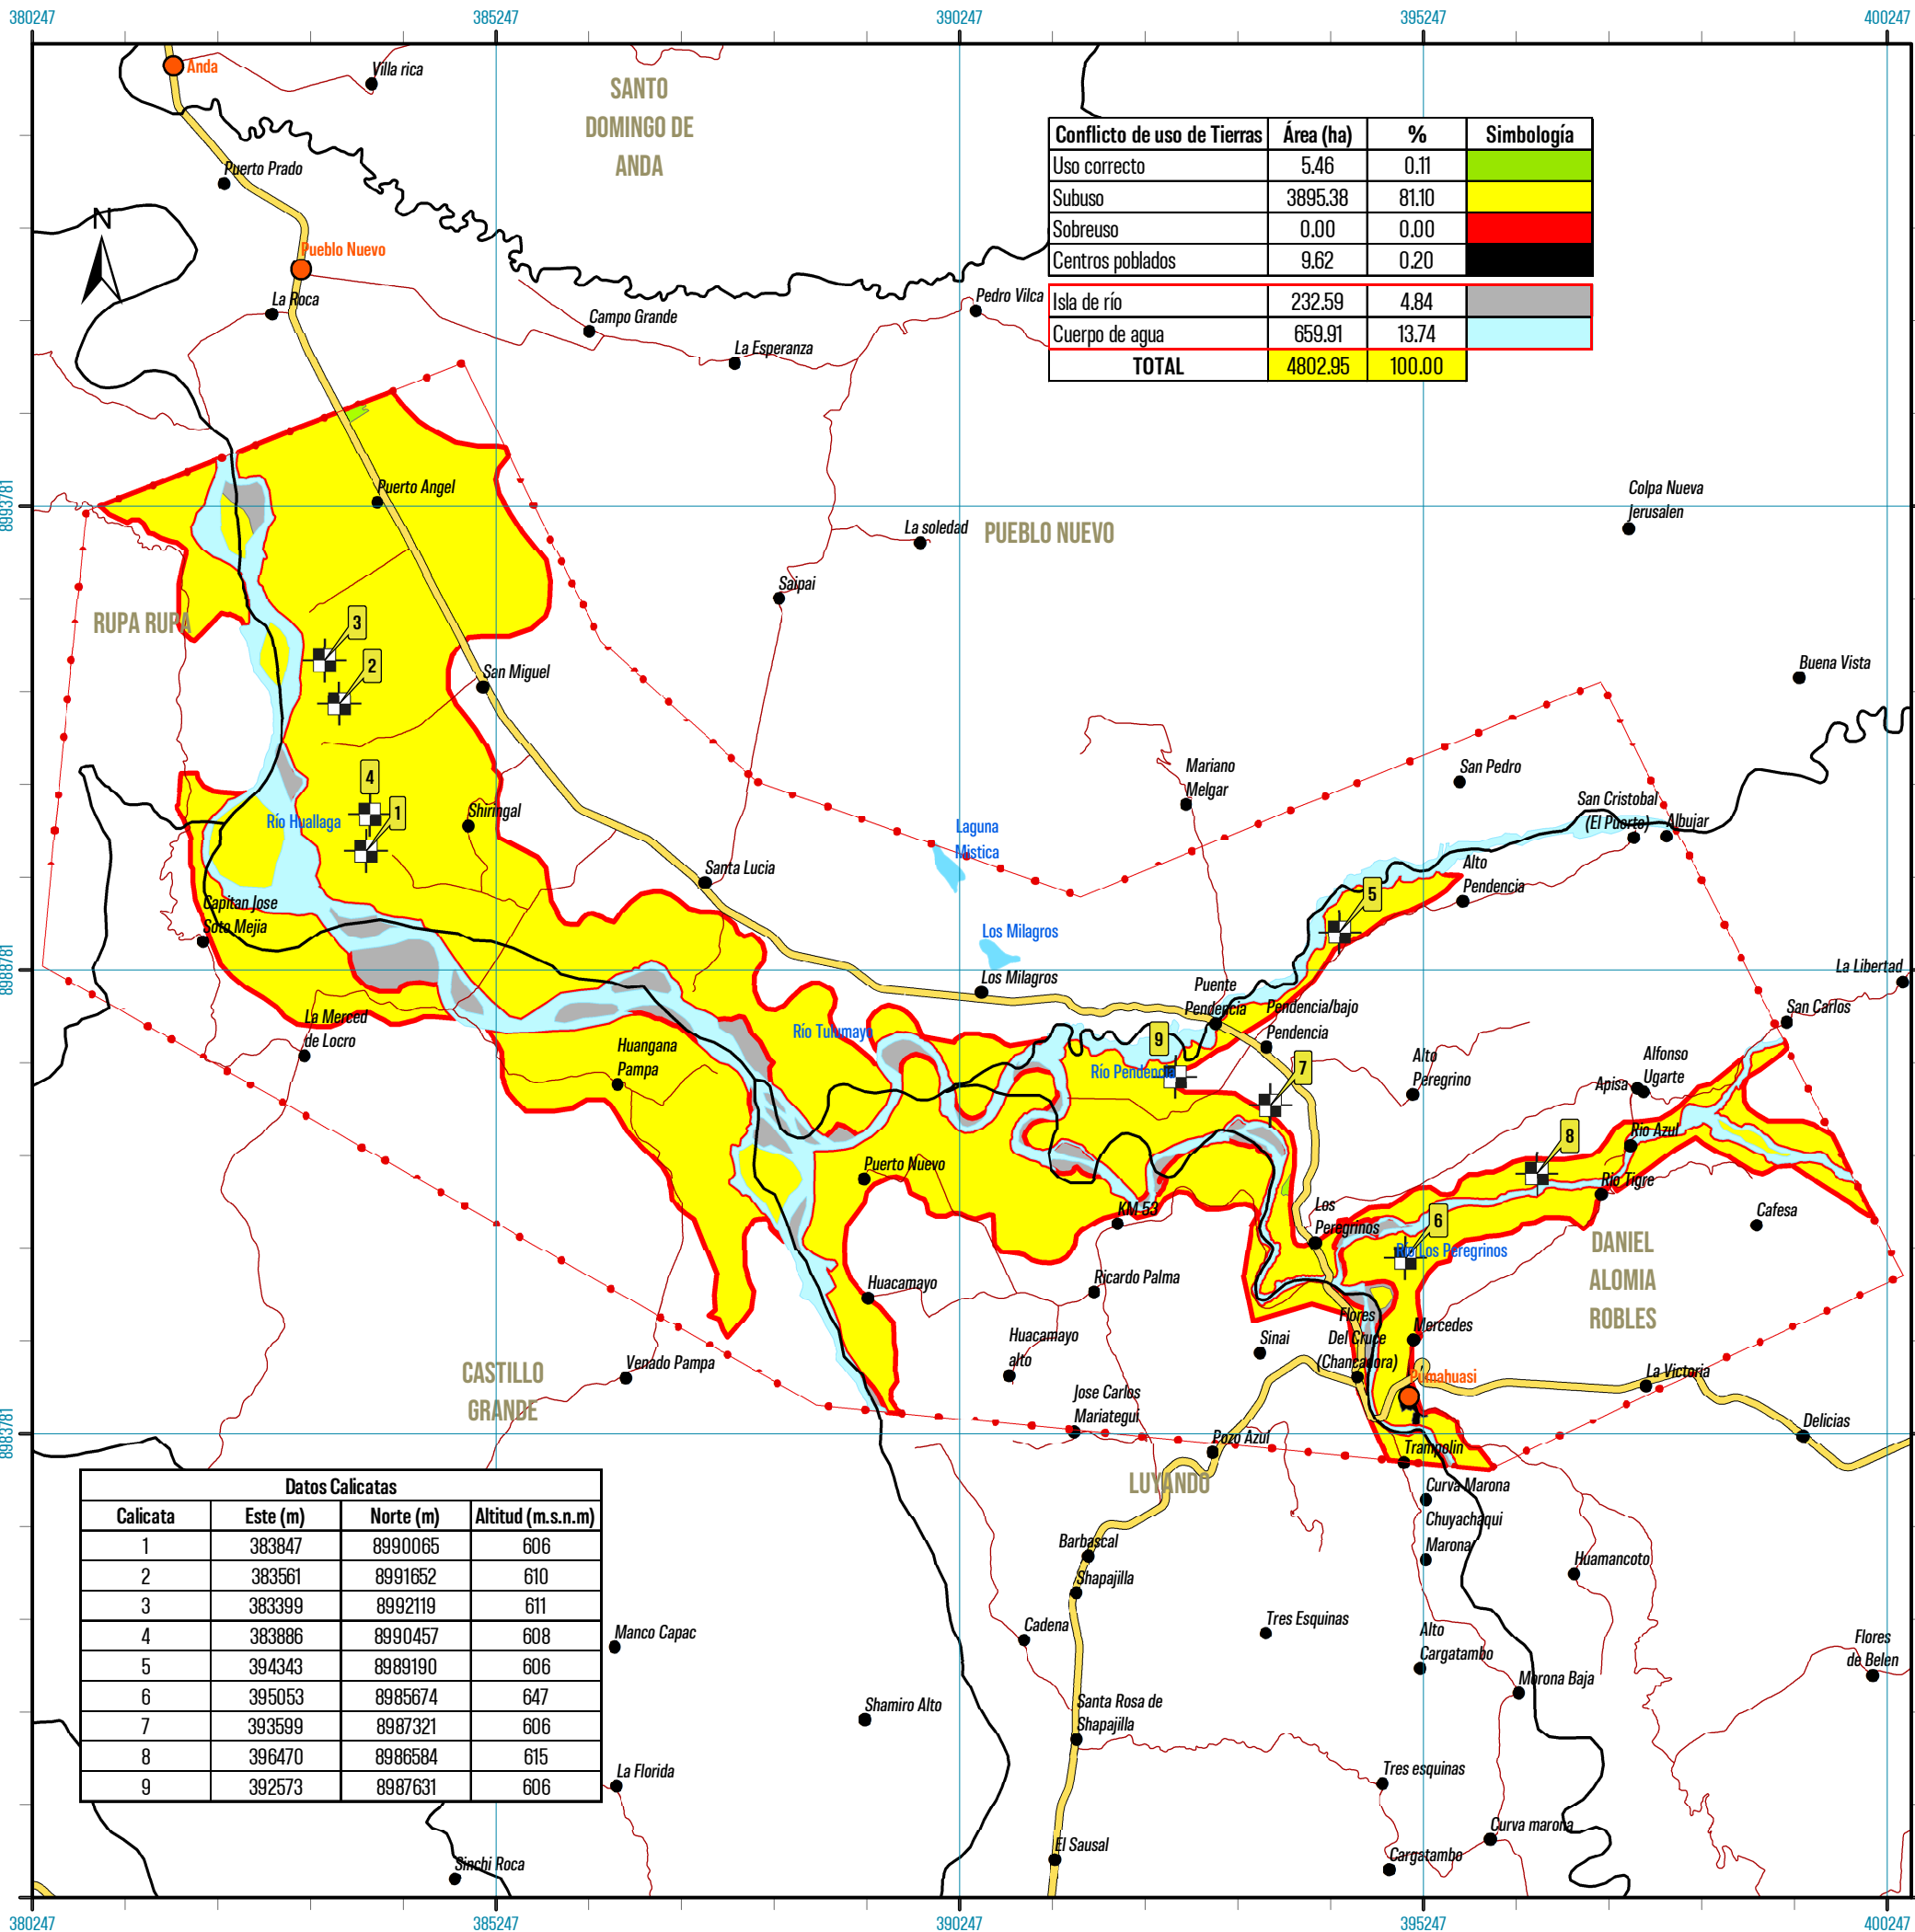 380247 385247 390247 395247 400247
Anda
Villa rica
SANTO
DOMINGO DE
ANDA
Conflicto de uso de Tierras Área (ha) % Simbología
Uso correcto 5.46 0.11
Subuso 3895.38 81.10
Sobreuso 0.00 0.00
Centros poblados 9.62 0.20
Isla de río 232.59 4.84
Cuerpo de agua 659.91 13.74
TOTAL 4802.95 100.00
Puerto Prado
N
Pueblo Nuevo
La Roca
Campo Grande
Pedro Vilca
La Esperanza
Puerto Angel
8993781
La soledad
PUEBLO NUEVO
Colpa Nueva
Jerusalen
Saipai
RUPA RUPA
3
2
San Miguel
Buena Vista
4
1
Río Huallaga
Shiringal
Mariano
Melgar
San Pedro
San Cristobal
(El Puerto)
Albujar
Laguna
Mistica
Santa Lucia
Alto
Pendencia
5
Capitan Jose
Soto Mejia
Los Milagros
Los Milagros
8988781
La Libertad
Puente
Pendencia
Pendencia/bajo
Pendencia
San Carlos
La Merced
de Locro
Río Tulumayo
9
Río Pendencia
7
Huangana
Pampa
Alto
Peregrino
Alfonso
Ugarte
Apisa
8
Rio Azul
Puerto Nuevo
Rio Tigre
KM 53
Los
Peregrinos
6
Río Los Peregrinos
Cafesa
DANIEL
ALOMIA
ROBLES
Huacamayo
Ricardo Palma
Huacamayo
alto
Sinai
Flores
Del Cruce
(Chancadora)
Mercedes
Pumahuasi
La Victoria
CASTILLO
GRANDE
Venado Pampa
Jose Carlos
Mariategui
Pozo Azul
Delicias
8983781
Trampolin
LUYANDO
Curva Marona
Chuyachaqui
Marona
Datos Calicatas
Calicata Este (m) Norte (m) Altitud (m.s.n.m)
1 383847 8990065 606
2 383561 8991652 610
3 383399 8992119 611
4 383886 8990457 608
5 394343 8989190 606
6 395053 8985674 647
7 393599 8987321 606
8 396470 8986584 615
9 392573 8987631 606
Barbascal
Shapajilla
Huamancoto
Cadena
Tres Esquinas
Manco Capac
Alto
Cargatambo
Flores
de Belen
Morona Baja
Shamiro Alto
Santa Rosa de
Shapajilla
La Florida
Tres esquinas
Curva marona
El Sausal
Cargatambo
Sinchi Roca
380247 385247 390247 395247 400247